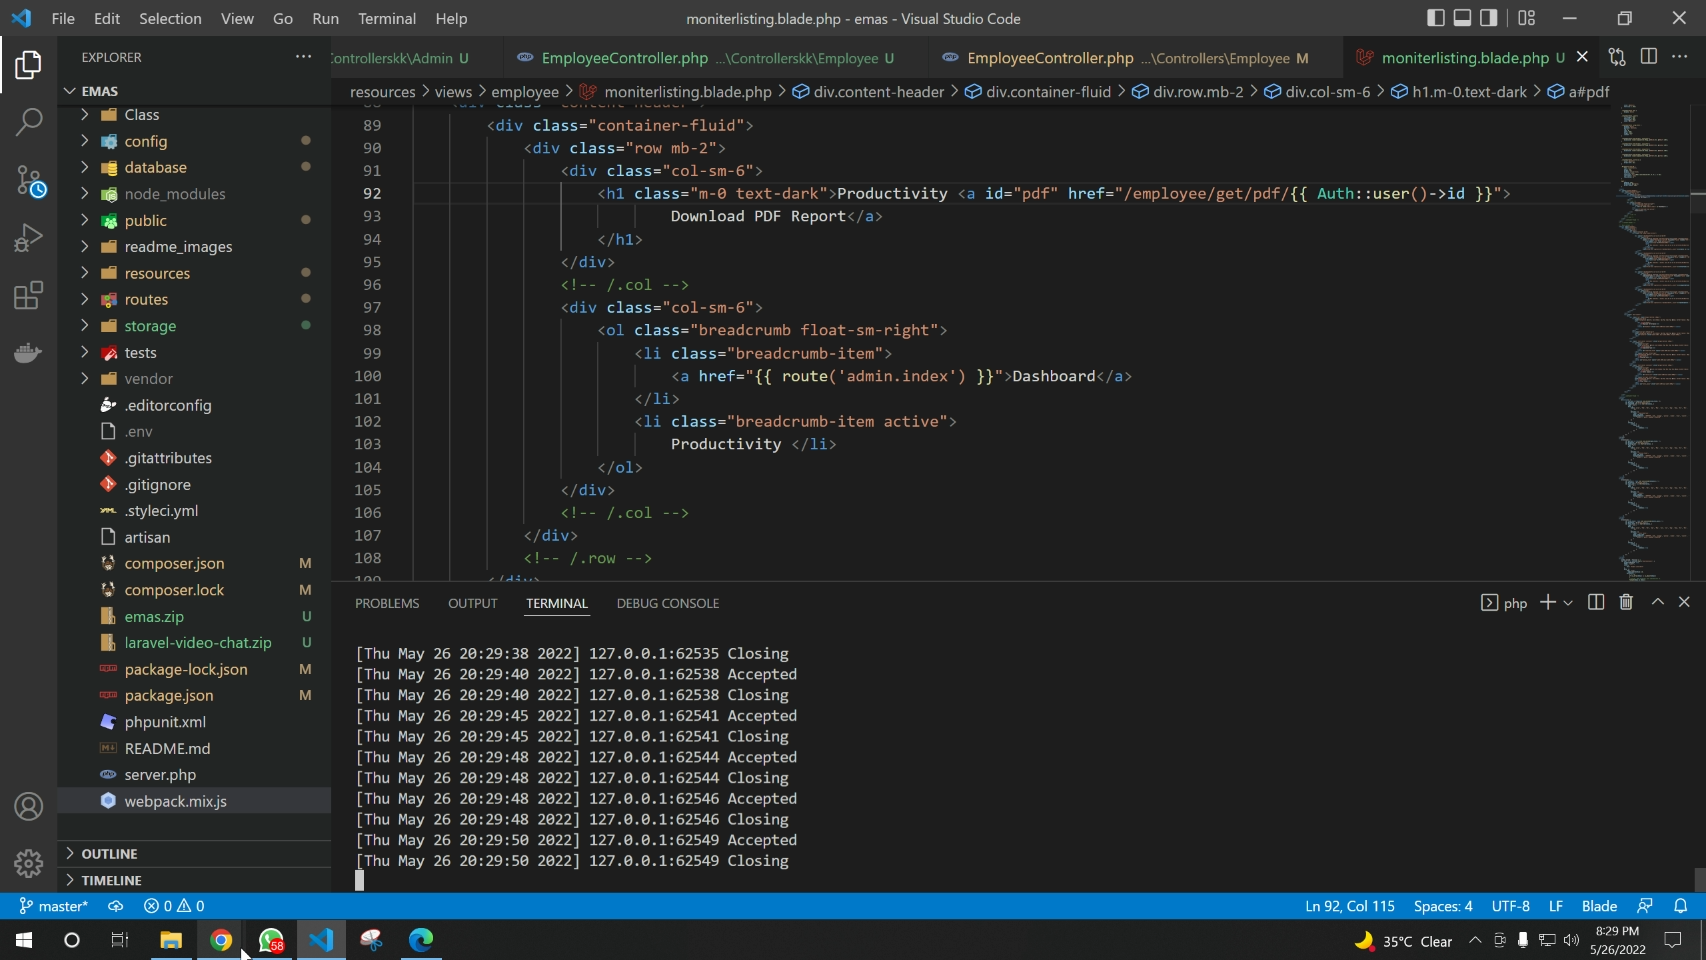 File Edit Selection View Go Run Terminal Help
moniterlisting.blade.php - emas - Visual Studio Code
EXPLORER
ontrollerskk\Admin U
EmployeeController.php ...\Controllerskk\Employee U
EmployeeController.php ...\Controllers\Employee M
moniterlisting.blade.php U
EMAS
Class
config
database
node_modules
public
readme_images
resources
routes
storage
tests
vendor
.editorconfig
.env
.gitattributes
.gitignore
.styleci.yml
artisan
composer.json M
composer.lock M
emas.zip U
laravel-video-chat.zip U
package-lock.json M
package.json M
phpunit.xml
README.md
server.php
webpack.mix.js
OUTLINE
TIMELINE
resources > views > employee > moniterlisting.blade.php > div.content-header > div.container-fluid > div.row.mb-2 > div.col-sm-6 > h1.m-0.text-dark > a#pdf
89 <div class="container-fluid">
90 <div class="row mb-2">
91 <div class="col-sm-6">
92 <h1 class="m-0 text-dark">Productivity <a id="pdf" href="/employee/get/pdf/{{ Auth::user()->id }}">
93 Download PDF Report</a>
94 </h1>
95 </div>
96 <!-- /.col -->
97 <div class="col-sm-6">
98 <ol class="breadcrumb float-sm-right">
99 <li class="breadcrumb-item">
100 <a href="{{ route('admin.index') }}">Dashboard</a>
101 </li>
102 <li class="breadcrumb-item active">
103 Productivity </li>
104 </ol>
105 </div>
106 <!-- /.col -->
107 </div>
108 <!-- /.row -->
109 </div>
PROBLEMS OUTPUT TERMINAL DEBUG CONSOLE
php
[Thu May 26 20:29:38 2022] 127.0.0.1:62535 Closing
[Thu May 26 20:29:40 2022] 127.0.0.1:62538 Accepted
[Thu May 26 20:29:40 2022] 127.0.0.1:62538 Closing
[Thu May 26 20:29:45 2022] 127.0.0.1:62541 Accepted
[Thu May 26 20:29:45 2022] 127.0.0.1:62541 Closing
[Thu May 26 20:29:48 2022] 127.0.0.1:62544 Accepted
[Thu May 26 20:29:48 2022] 127.0.0.1:62544 Closing
[Thu May 26 20:29:48 2022] 127.0.0.1:62546 Accepted
[Thu May 26 20:29:48 2022] 127.0.0.1:62546 Closing
[Thu May 26 20:29:50 2022] 127.0.0.1:62549 Accepted
[Thu May 26 20:29:50 2022] 127.0.0.1:62549 Closing
master* 0 0
Ln 92, Col 115 Spaces: 4 UTF-8 LF Blade
58
35°C Clear
8:29 PM
5/26/2022